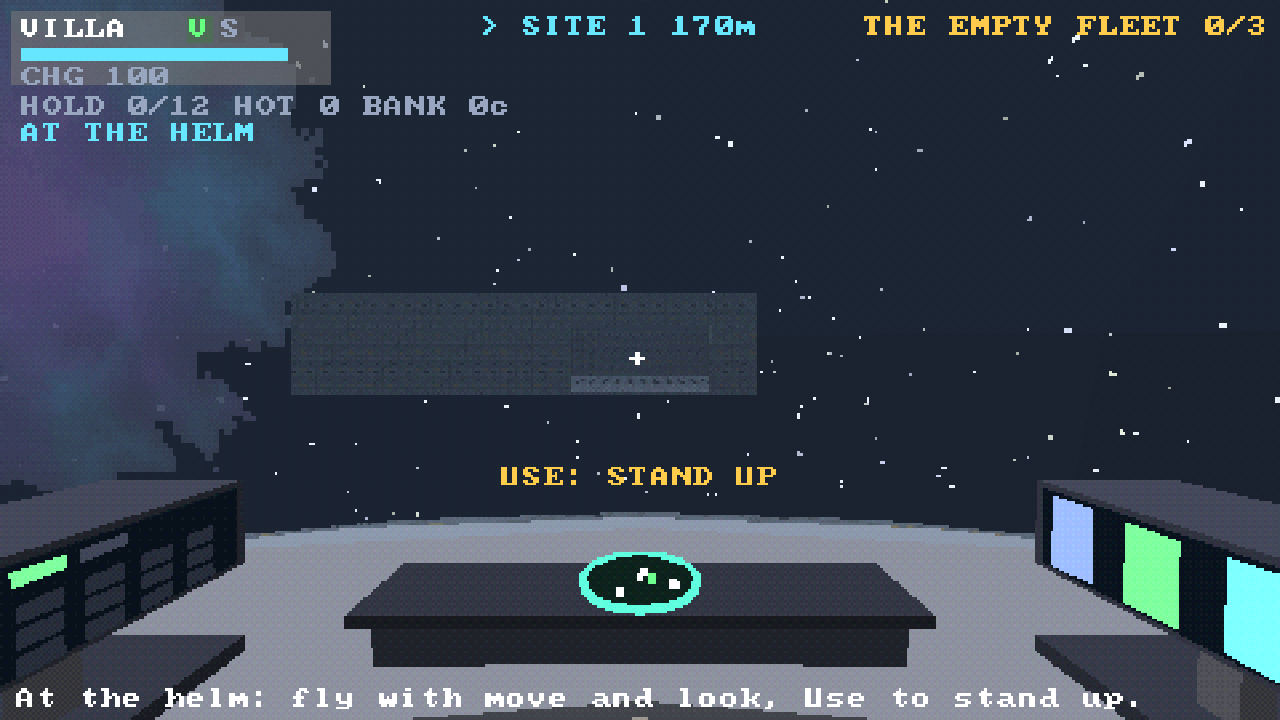 VILLA V S
> SITE 1 170m
THE EMPTY FLEET 0/3
CHG 100
HOLD 0/12 HOT 0 BANK 0c
AT THE HELM
USE: STAND UP
At the helm: fly with move and look, Use to stand up.